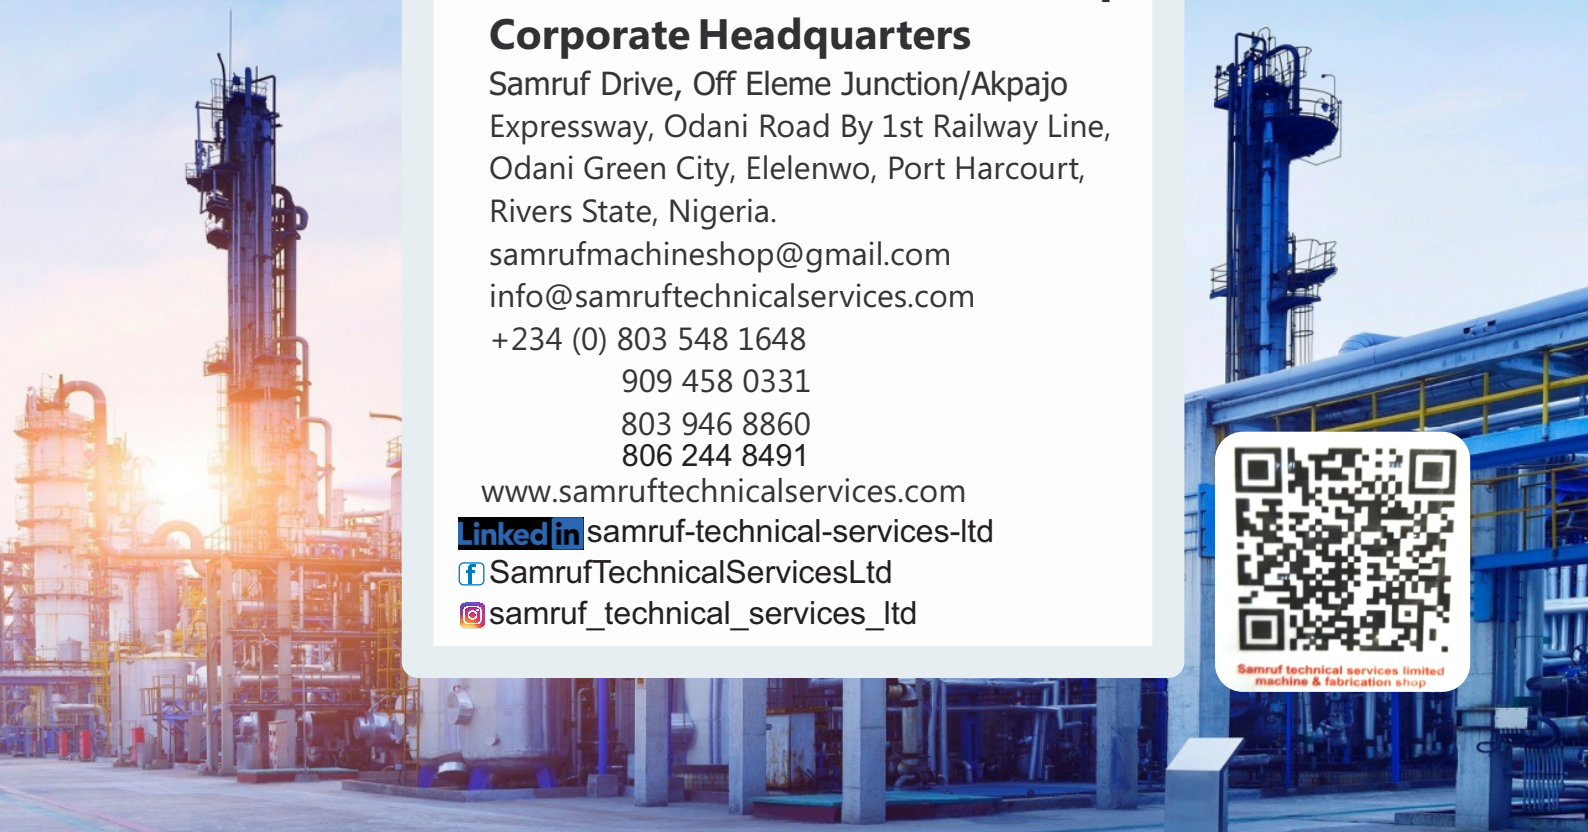 Corporate Headquarters
Samruf Drive, Off Eleme Junction/Akpajo
Expressway, Odani Road By 1st Railway Line,
Odani Green City, Elelenwo, Port Harcourt,
Rivers State, Nigeria.
samrufmachineshop@gmail.com
info@samruftechnicalservices.com
+234 (0) 803 548 1648
909 458 0331
803 946 8860
806 244 8491
www.samruftechnicalservices.com
Linked in samruf-technical-services-ltd
f SamrufTechnicalServicesLtd
samruf_technical_services_ltd
Samruf technical services limited
machine & fabrication shop